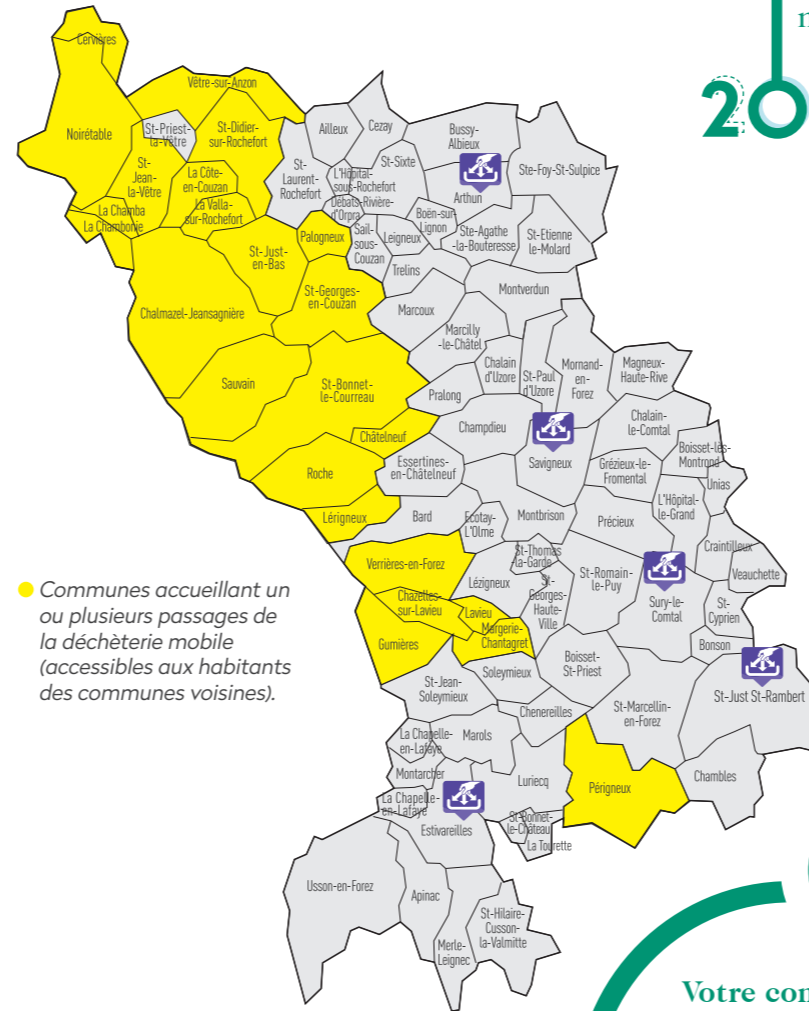 n
20
Cervières
Vêtre-sur-Anzon
Noirétable
St-Priest-
la-Vêtre
St-Didier-
sur-Rochefort
Ailleux
Cezay
Bussy-
Albieux
St-
Jean-
la-Vêtre
La Côte-
en-Couzan
St-
Laurent-
Rochefort
L'Hôpital-
sous-Rochefort
St-Sixte
Arthun
Ste-Foy-St-Sulpice
La Chamba
La Chambonie
La Valla-
sur-Rochefort
Débats-Rivière-
d'Orpra
Boën-sur-
Lignon
Ste-Agathe
-la-Bouteresse
St-Etienne
le-Molard
St-Just-
en-Bas
Palogneux
Sail-
sous-
Couzan
Leigneux
Trelins
St-Georges-
en-Couzan
Montverdun
Chalmazel-Jeansagnière
Marcoux
Marcilly
-le-Châtel
Sauvain
St-Bonnet-
le-Courreau
Chalain
d'Uzore
St-Paul
d'Uzore
Mornand-
en-
Forez
Magneux-
Haute-Rive
Pralong
Châtelneuf
Champdieu
Chalain-
le-Comtal
Boisset-lès-
Montrond
Roche
Essertines-
en-Châtelneuf
Savigneux
Grézieux-le-
Fromental
Unias
L'Hôpital-
le-Grand
Lérigneux
Bard
Ecotay-
L'Olme
Montbrison
Précieux
Craintilleux
Verrières-en-Forez
St-Thomas
-la-Garde
Lézigneux
St-
Georges-
Haute-
Ville
St-Romain-
le-Puy
Sury-le-
Comtal
Veauchette
Chazelles-
sur-Lavieu
Lavieu
St-
Cyprien
Gumières
Margerie-
Chantagret
Bonson
Boisset-
St-Priest
Soleymieux
St-Jean-
Soleymieux
St-Just St-Rambert
Chenereilles
St-Marcellin-
en-Forez
La Chapelle-
en-Lafaye
Marols
Montarcher
Luriecq
Périgneux
Chambles
La Chapelle-
en-Lafaye
Estivareilles
St-Bonnet-
le-Château
La Tourette
Usson-en-Forez
Apinac
St-Hilaire-
Cusson-
la-Valmitte
Merle-
Leignec
Communes accueillant un
ou plusieurs passages de
la déchèterie mobile
(accessibles aux habitants
des communes voisines).
Votre con